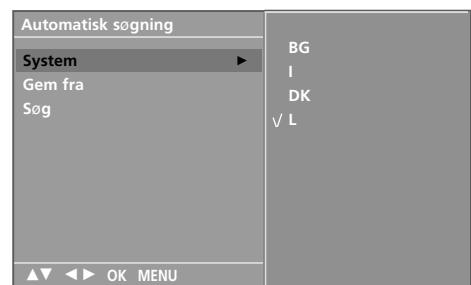 Automatisk søgning
System ►
Gem fra
Søg
BG
I
DK
√ L
▲▼ ◄► OK MENU